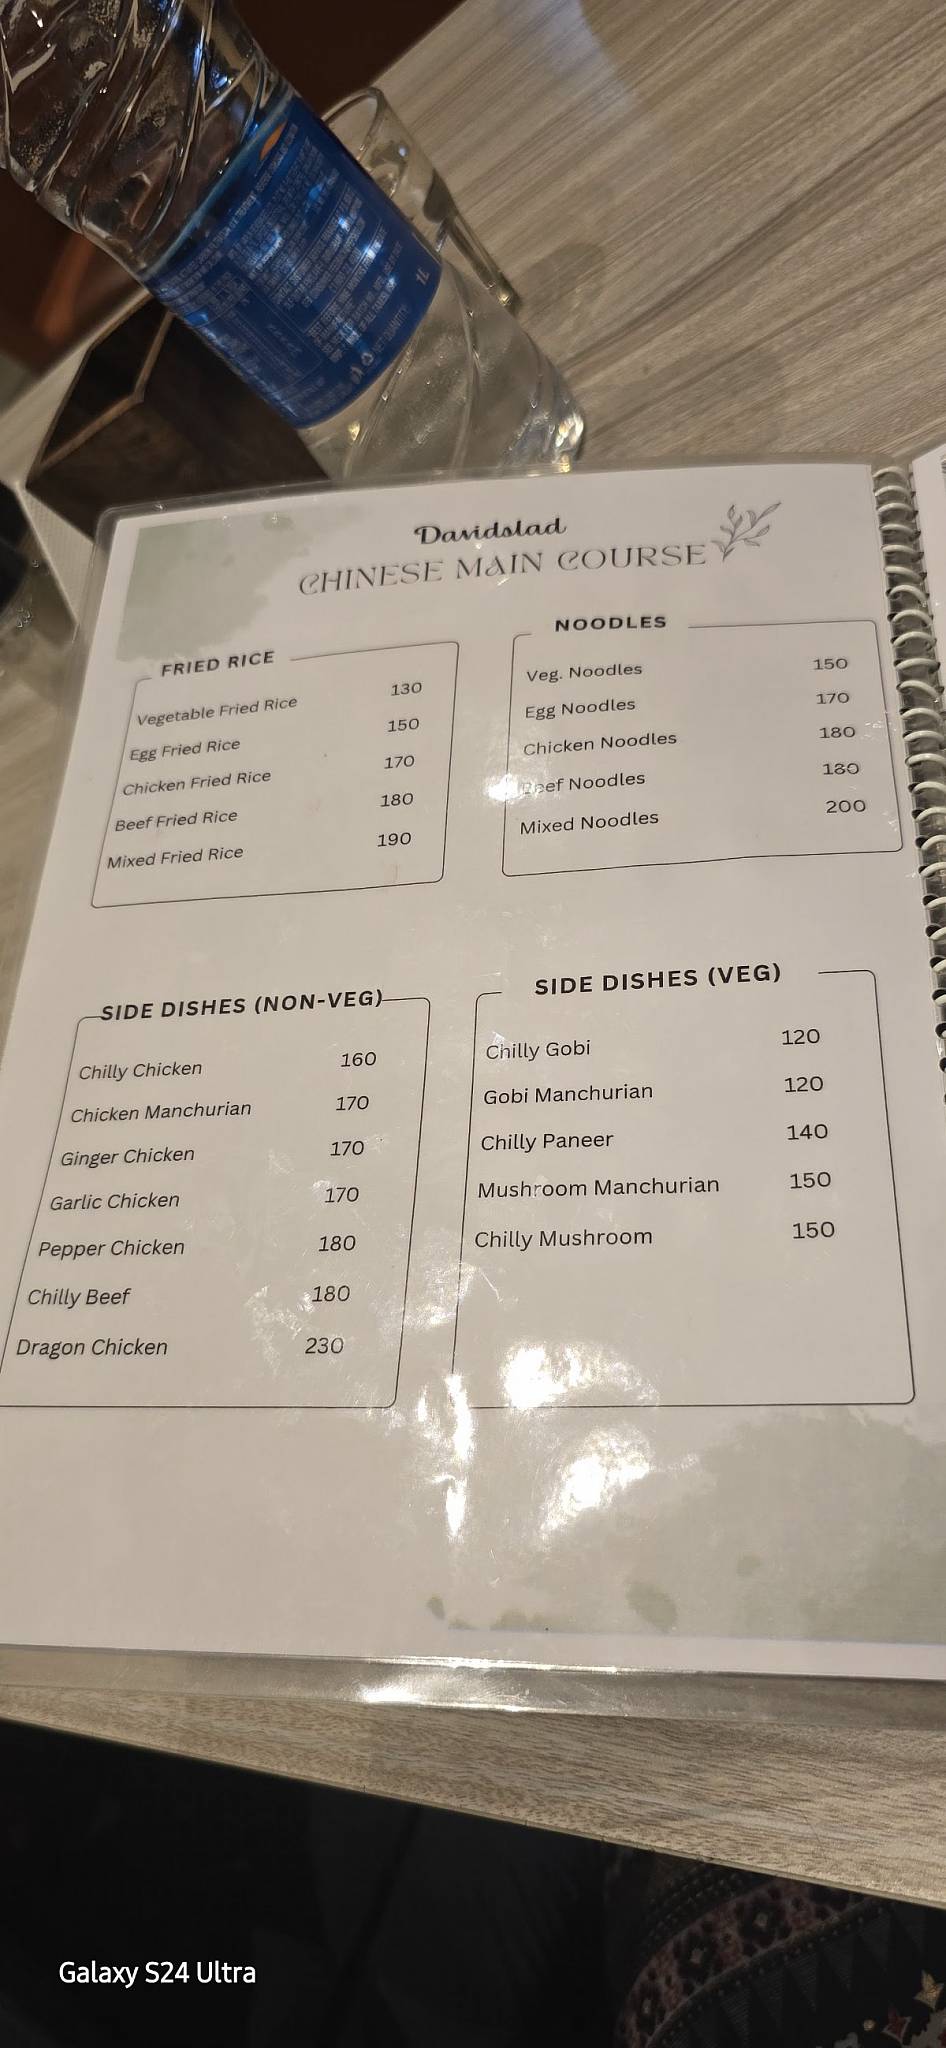 Davidslad
CHINESE MAIN COURSE
FRIED RICE
Vegetable Fried Rice 130
Egg Fried Rice 150
Chicken Fried Rice 170
Beef Fried Rice 180
Mixed Fried Rice 190
NOODLES
Veg. Noodles 150
Egg Noodles 170
Chicken Noodles 180
Beef Noodles 180
Mixed Noodles 200
SIDE DISHES (NON-VEG)
Chilly Chicken 160
Chicken Manchurian 170
Ginger Chicken 170
Garlic Chicken 170
Pepper Chicken 180
Chilly Beef 180
Dragon Chicken 230
SIDE DISHES (VEG)
Chilly Gobi 120
Gobi Manchurian 120
Chilly Paneer 140
Mushroom Manchurian 150
Chilly Mushroom 150
1L
Galaxy S24 Ultra